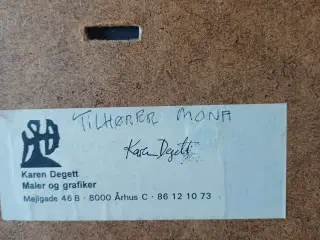 TILHØRER MONA
Karen Degett
Karen Degett
Maler og grafiker
Mejlgade 46 B · 8000 Århus C · 86 12 10 73